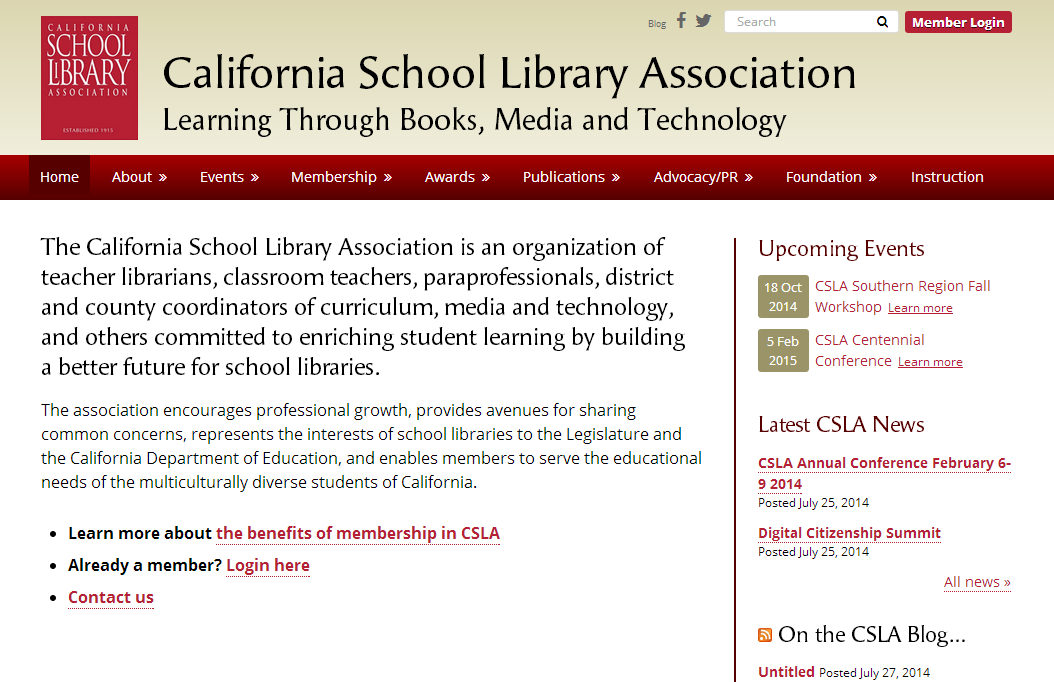 CALIFORNIA
SCHOOL
LIBRARY
ASSOCIATION
ESTABLISHED 1915
Blog
Search
Member Login
California School Library Association
Learning Through Books, Media and Technology
Home
About »
Events »
Membership »
Awards »
Publications »
Advocacy/PR »
Foundation »
Instruction
The California School Library Association is an organization of
teacher librarians, classroom teachers, paraprofessionals, district
and county coordinators of curriculum, media and technology,
and others committed to enriching student learning by building
a better future for school libraries.
The association encourages professional growth, provides avenues for sharing
common concerns, represents the interests of school libraries to the Legislature and
the California Department of Education, and enables members to serve the educational
needs of the multiculturally diverse students of California.
• Learn more about the benefits of membership in CSLA
• Already a member? Login here
• Contact us
Upcoming Events
18 Oct
2014
CSLA Southern Region Fall
Workshop Learn more
5 Feb
2015
CSLA Centennial
Conference Learn more
Latest CSLA News
CSLA Annual Conference February 6-
9 2014
Posted July 25, 2014
Digital Citizenship Summit
Posted July 25, 2014
All news »
On the CSLA Blog...
Untitled Posted July 27, 2014